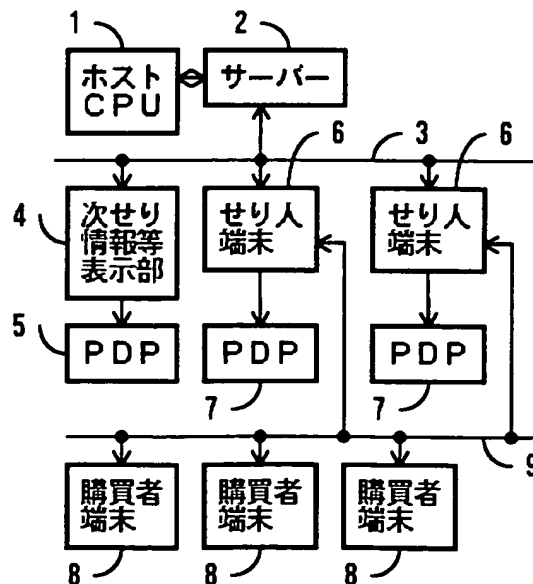 1
2
ホスト
CPU
サーバー
6
3
6
4
次せり
情報等
表示部
せり人
端末
せり人
端末
5
PDP
PDP
PDP
7
7
9
購買者
端末
購買者
端末
購買者
端末
8
8
8